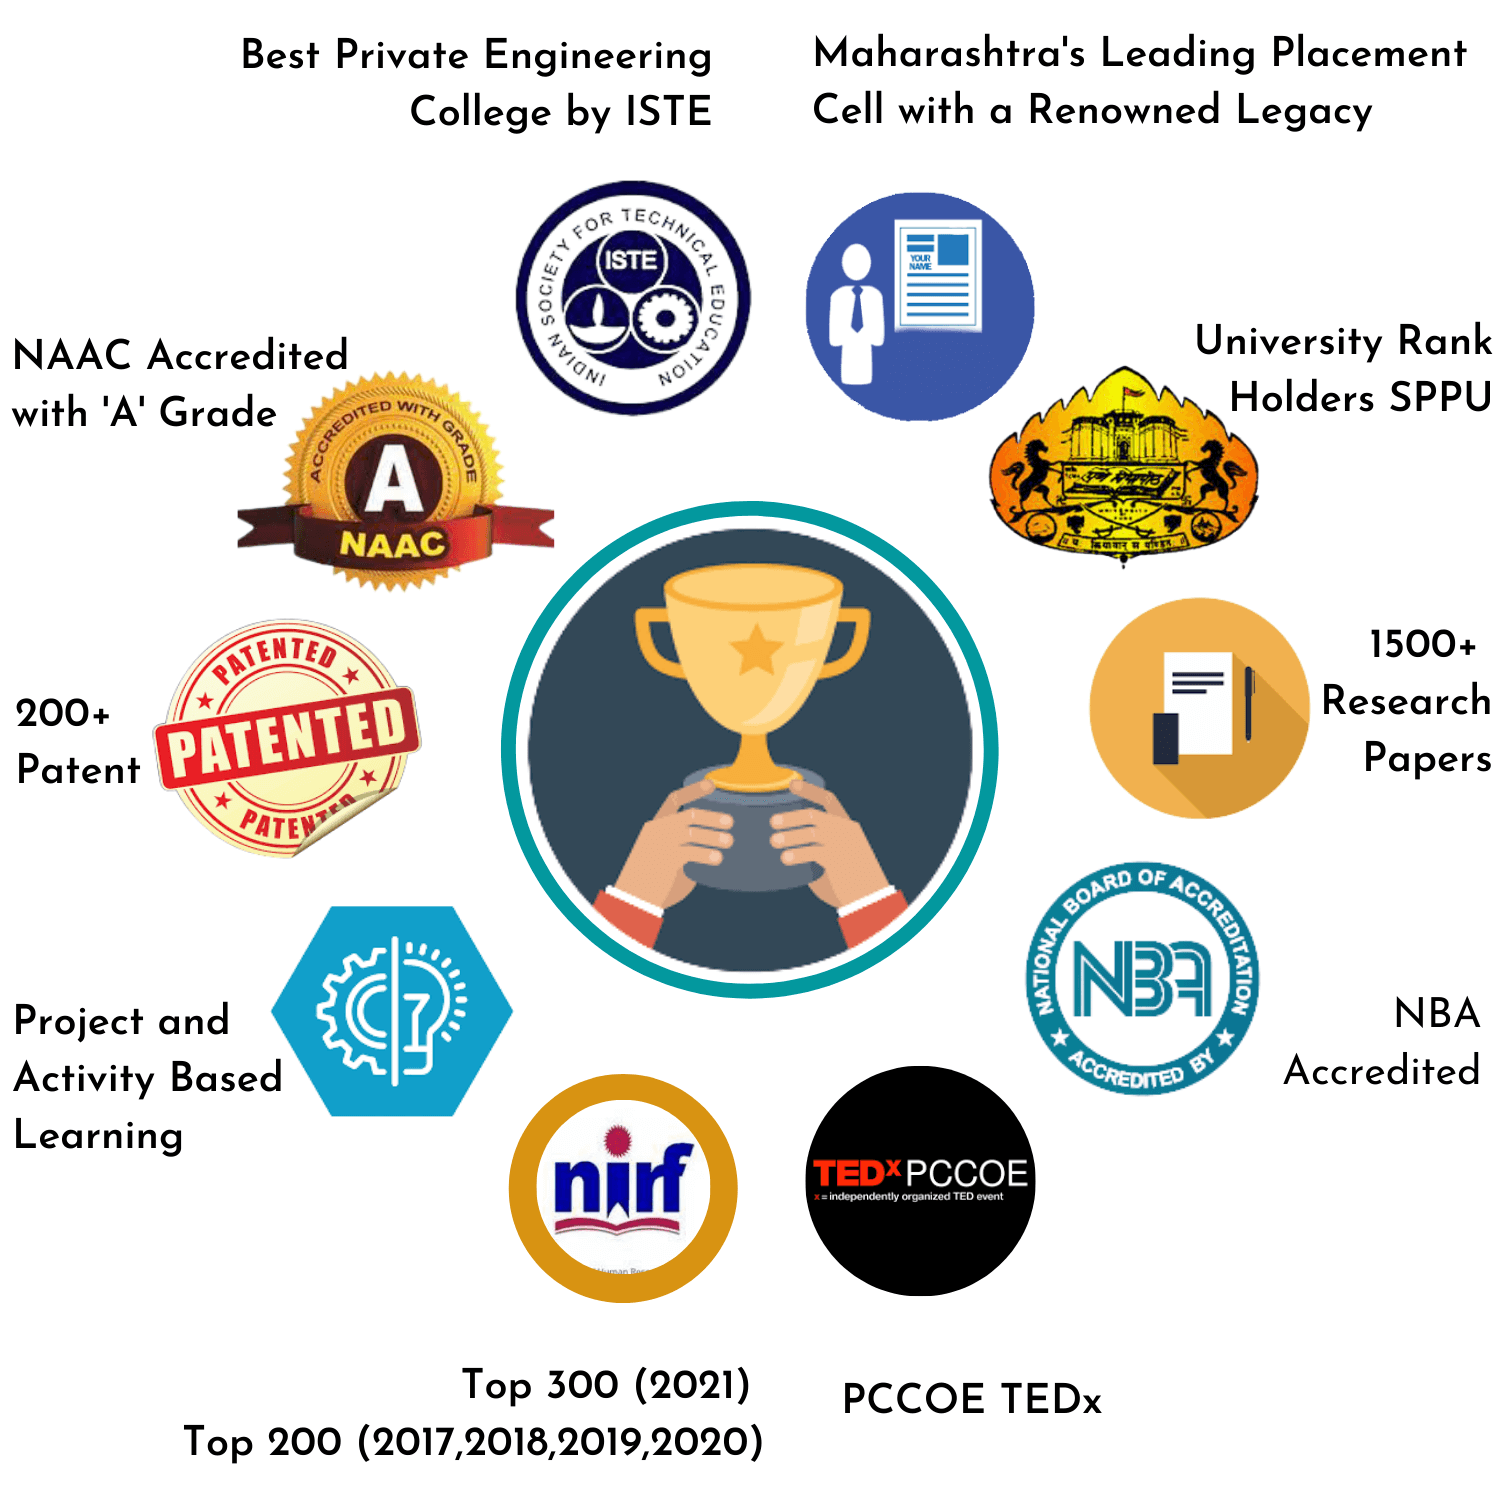 Best Private Engineering
College by ISTE
Maharashtra's Leading Placement
Cell with a Renowned Legacy
INDIAN SOCIETY FOR TECHNICAL EDUCATION
ISTE
YOUR
NAME
NAAC Accredited
with 'A' Grade
ACCREDITED WITH GRADE
A
NAAC
University Rank
Holders SPPU
200+
Patent
PATENTED
PATENTED
PATENTED
1500+
Research
Papers
Project and
Activity Based
Learning
NATIONAL BOARD OF ACCREDITATION
NBA
ACCREDITED BY
NBA
Accredited
nirf
Human
TEDx PCCOE
x = independently organized TED event
Top 300 (2021)
Top 200 (2017,2018,2019,2020)
PCCOE TEDx